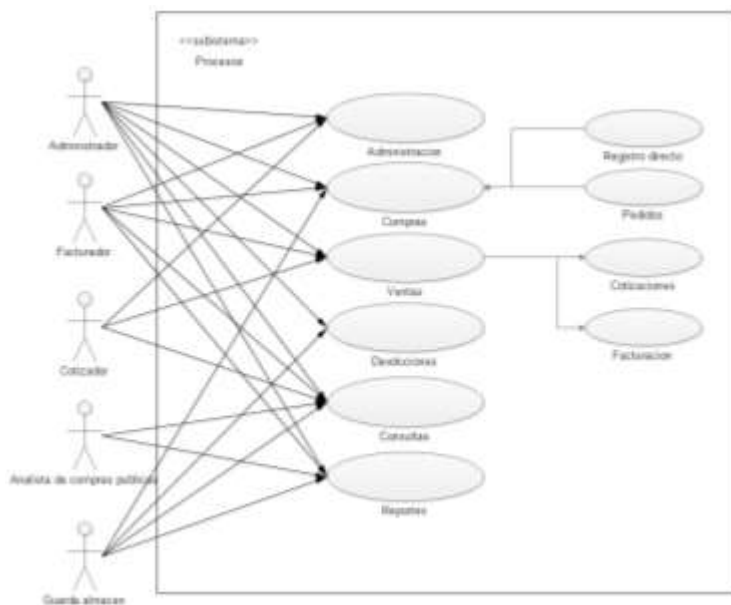 <<subsistema>>
Procesos
Administrador
Facturador
Cotizador
Analista de compras publicas
Guarda almacen
Administracion
Compras
Ventas
Devoluciones
Consultas
Reportes
Registro directo
Pedidos
Cotizaciones
Facturacion